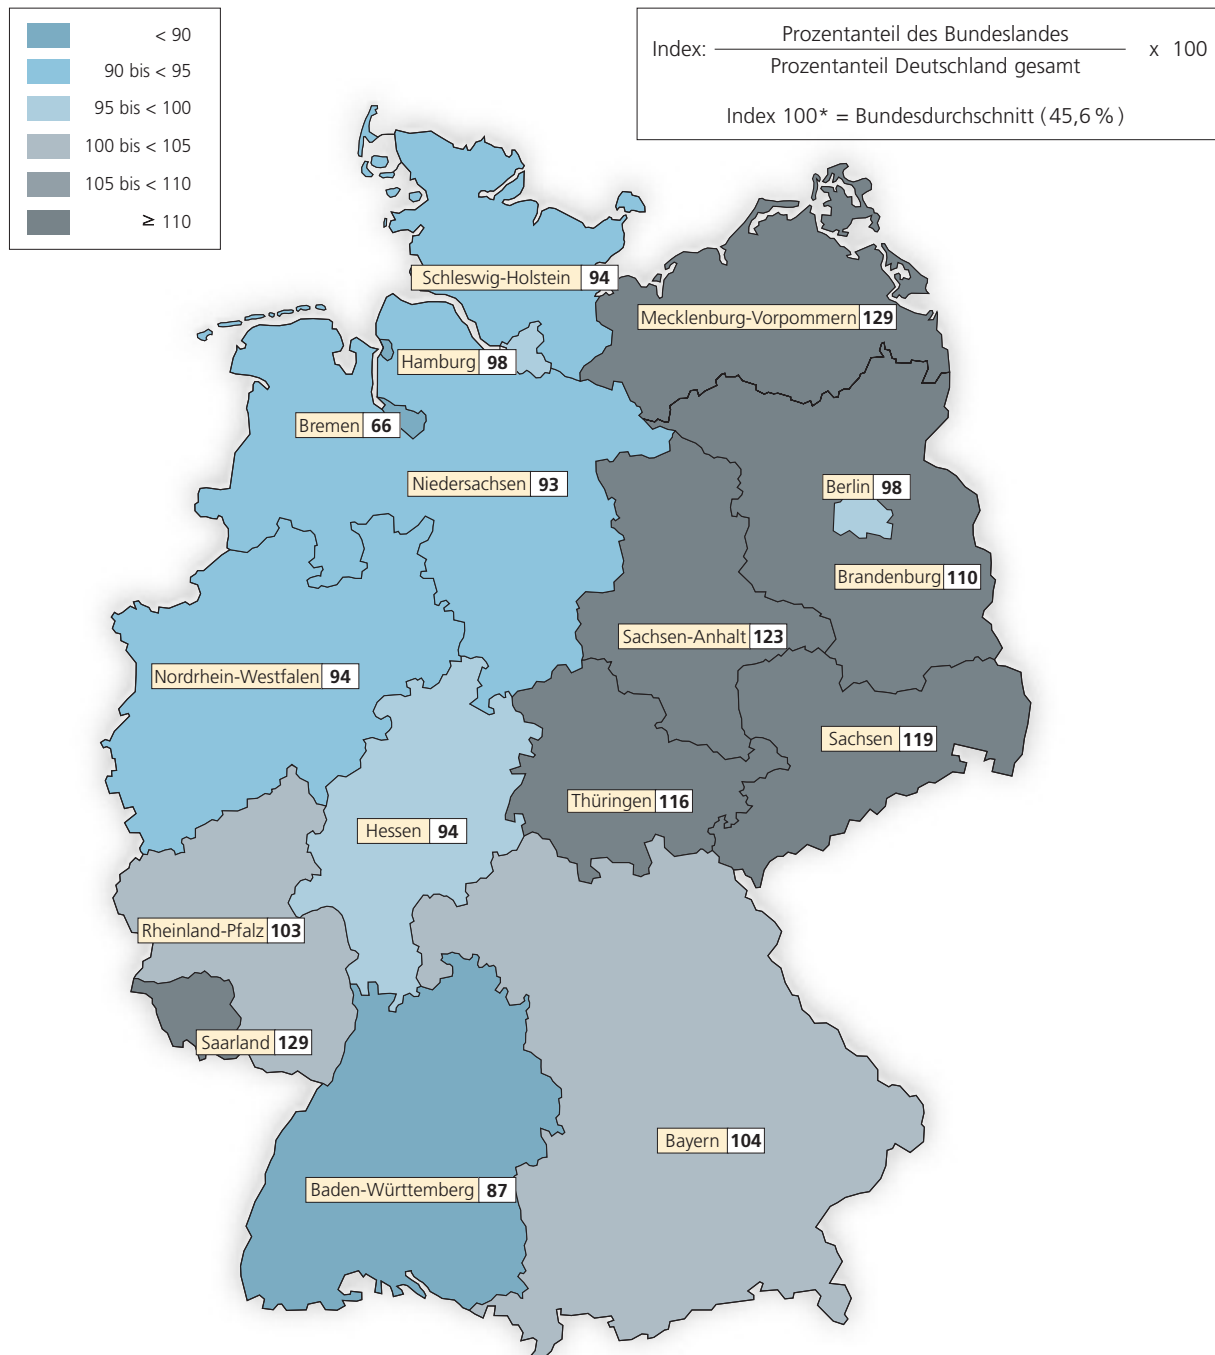 < 90
90 bis < 95
95 bis < 100
100 bis < 105
105 bis < 110
≥ 110
Index: Prozentanteil des Bundeslandes x 100
Prozentanteil Deutschland gesamt
Index 100* = Bundesdurchschnitt (45,6 %)
Schleswig-Holstein 94
Mecklenburg-Vorpommern 129
Hamburg 98
Bremen 66
Niedersachsen 93
Berlin 98
Brandenburg 110
Sachsen-Anhalt 123
Nordrhein-Westfalen 94
Sachsen 119
Thüringen 116
Hessen 94
Rheinland-Pfalz 103
Saarland 129
Bayern 104
Baden-Württemberg 87